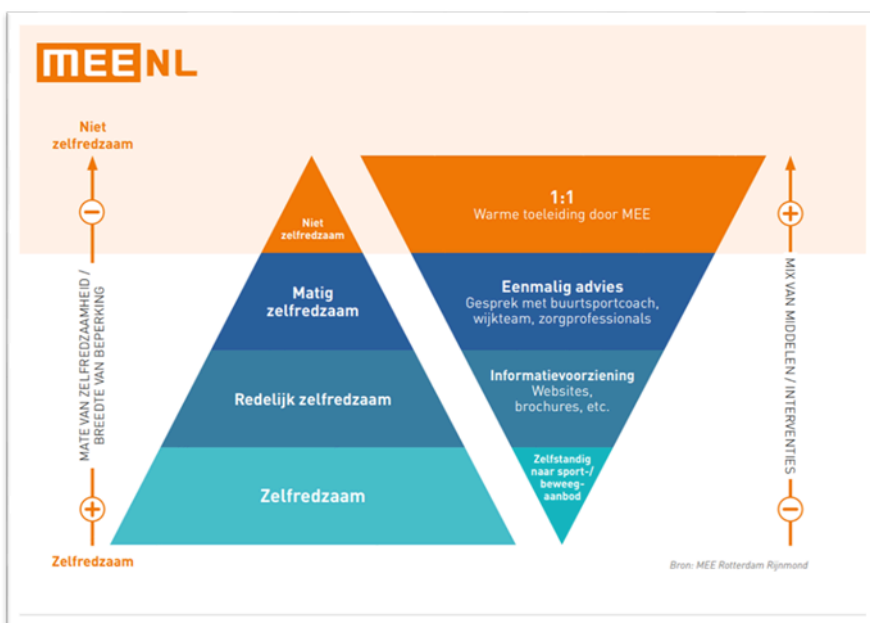 MEE NL
Niet
zelfredzaam
MATE VAN ZELFREDZAAMHEID /
BREEDTE VAN BEPERKING
Zelfredzaam
Niet
zelfredzaam
Matig
zelfredzaam
Redelijk zelfredzaam
Zelfredzaam
1:1
Warme toeleiding door MEE
Eenmalig advies
Gesprek met buurtsportcoach,
wijkteam, zorgprofessionals
Informatievoorziening
Websites,
brochures, etc.
Zelfstandig
naar sport-/
beweeg-
aanbod
MIX VAN MIDDELEN / INTERVENTIES
Bron: MEE Rotterdam Rijnmond